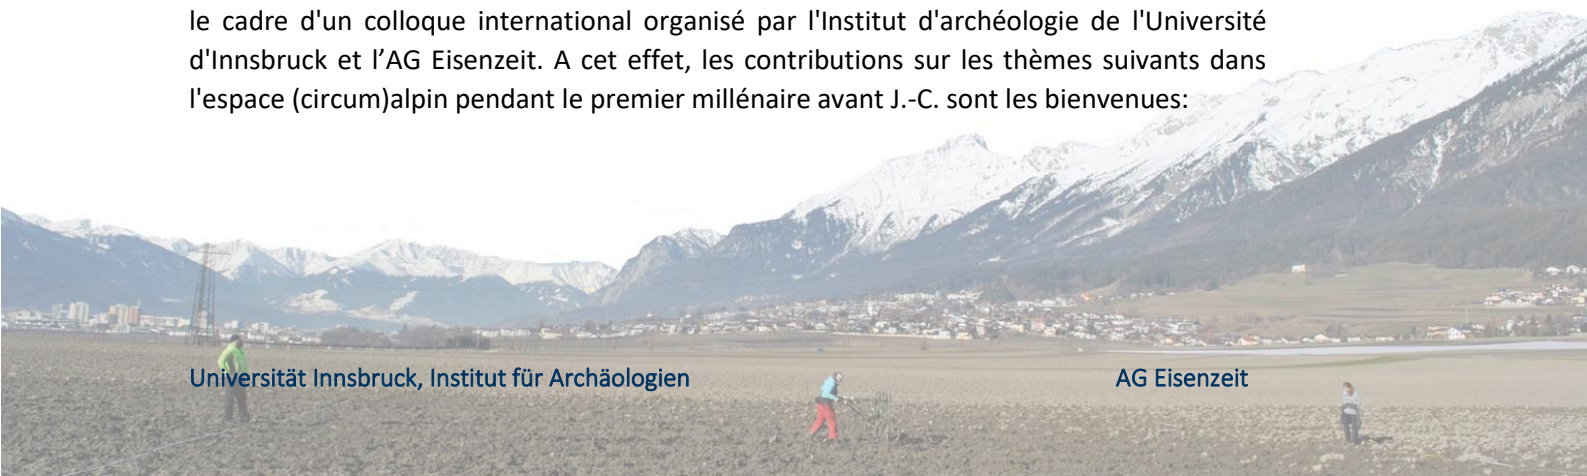 le cadre d'un colloque international organisé par l'Institut d'archéologie de l'Université
d'Innsbruck et l’AG Eisenzeit. A cet effet, les contributions sur les thèmes suivants dans
l'espace (circum)alpin pendant le premier millénaire avant J.-C. sont les bienvenues:
Universität Innsbruck, Institut für Archäologien AG Eisenzeit